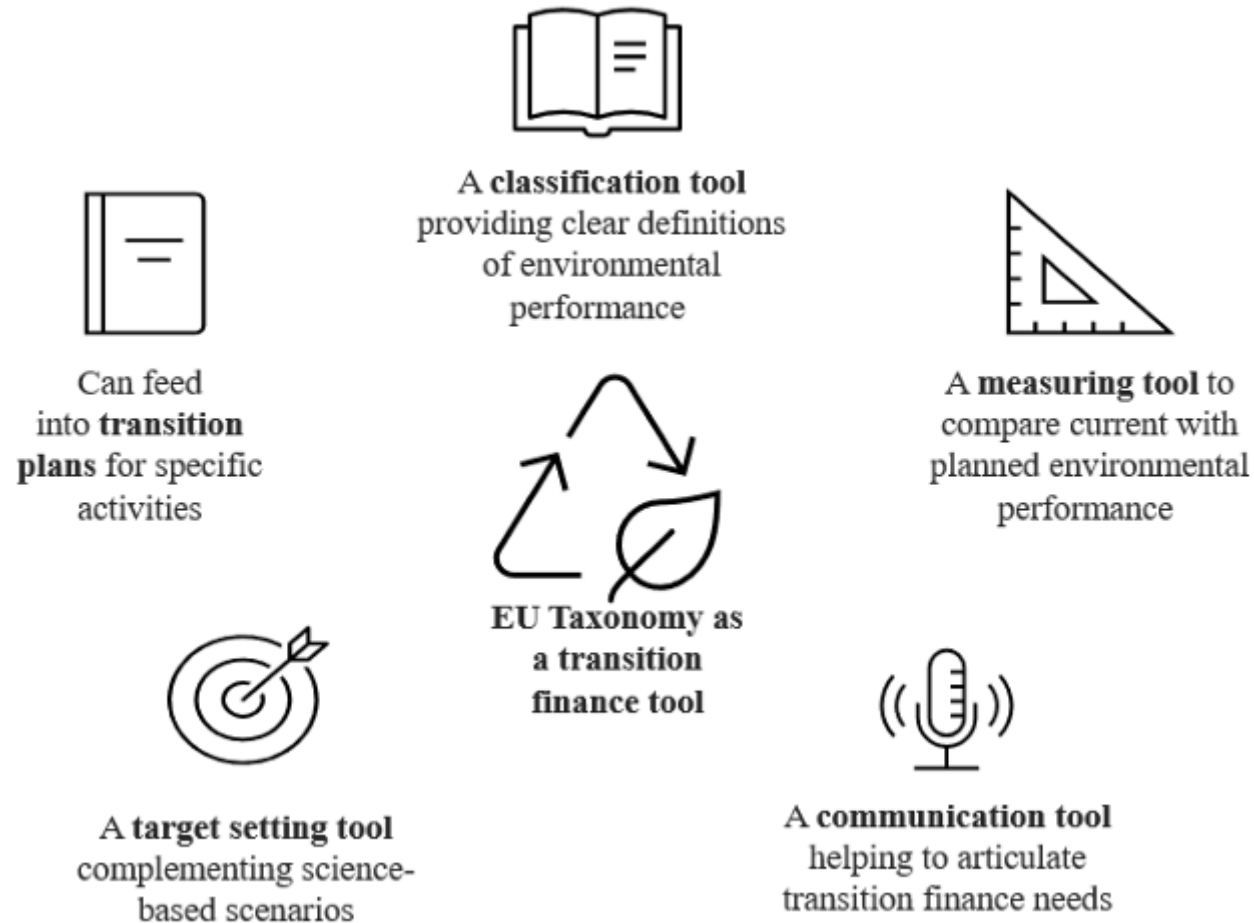 A classification tool
providing clear definitions
of environmental
performance
Can feed
into transition
plans for specific
activities
A measuring tool to
compare current with
planned environmental
performance
EU Taxonomy as
a transition
finance tool
A target setting tool
complementing science-
based scenarios
A communication tool
helping to articulate
transition finance needs